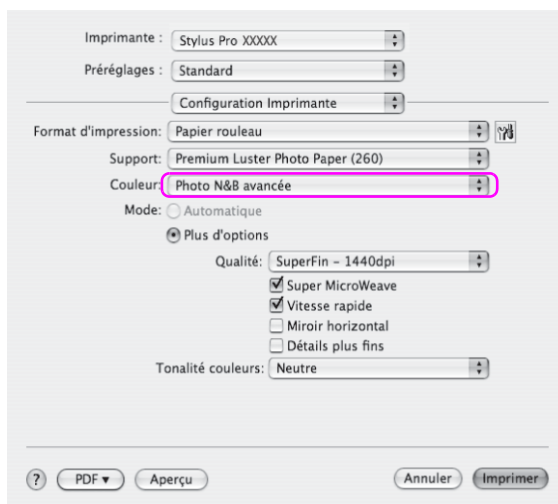 Imprimante : Stylus Pro XXXXX
Préréglages : Standard
Configuration Imprimante
Format d'impression: Papier rouleau
Support: Premium Luster Photo Paper (260)
Couleur: Photo N&B avancée
Mode: Automatique
Plus d'options
Qualité: SuperFin – 1440dpi
Super MicroWeave
Vitesse rapide
Miroir horizontal
Détails plus fins
Tonalité couleurs: Neutre
? PDF ▼ Aperçu Annuler Imprimer